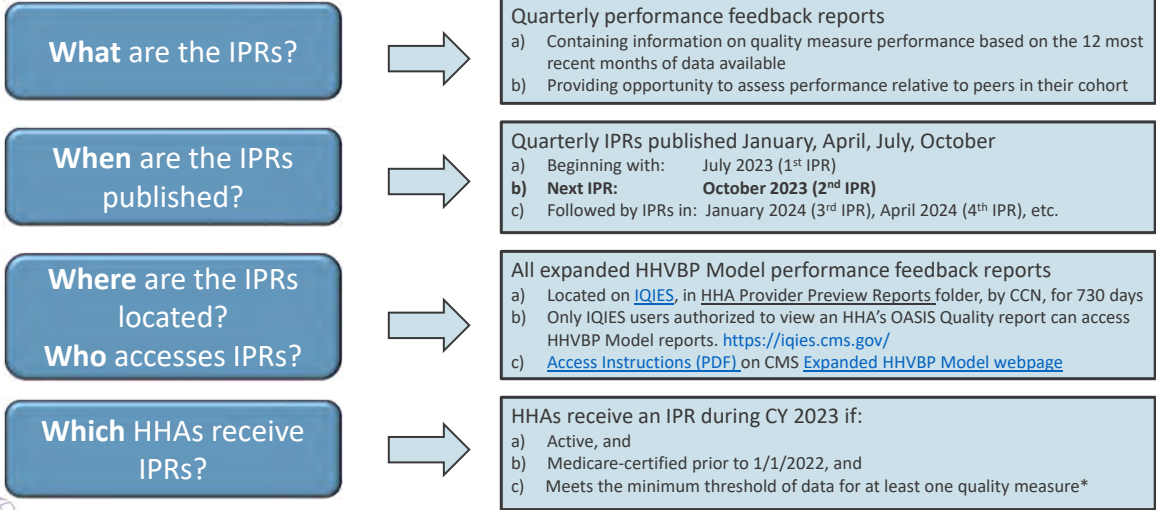 What are the IPRs?
Quarterly performance feedback reports
a) Containing information on quality measure performance based on the 12 most
recent months of data available
b) Providing opportunity to assess performance relative to peers in their cohort
When are the IPRs
published?
Quarterly IPRs published January, April, July, October
a) Beginning with: July 2023 (1st IPR)
b) Next IPR: October 2023 (2nd IPR)
c) Followed by IPRs in: January 2024 (3rd IPR), April 2024 (4th IPR), etc.
Where are the IPRs
located?
Who accesses IPRs?
All expanded HHVBP Model performance feedback reports
a) Located on IQIES, in HHA Provider Preview Reports folder, by CCN, for 730 days
b) Only IQIES users authorized to view an HHA's OASIS Quality report can access
HHVBP Model reports. https://iqies.cms.gov/
c) Access Instructions (PDF) on CMS Expanded HHVBP Model webpage
Which HHAs receive
IPRs?
HHAs receive an IPR during CY 2023 if:
a) Active, and
b) Medicare-certified prior to 1/1/2022, and
c) Meets the minimum threshold of data for at least one quality measure*